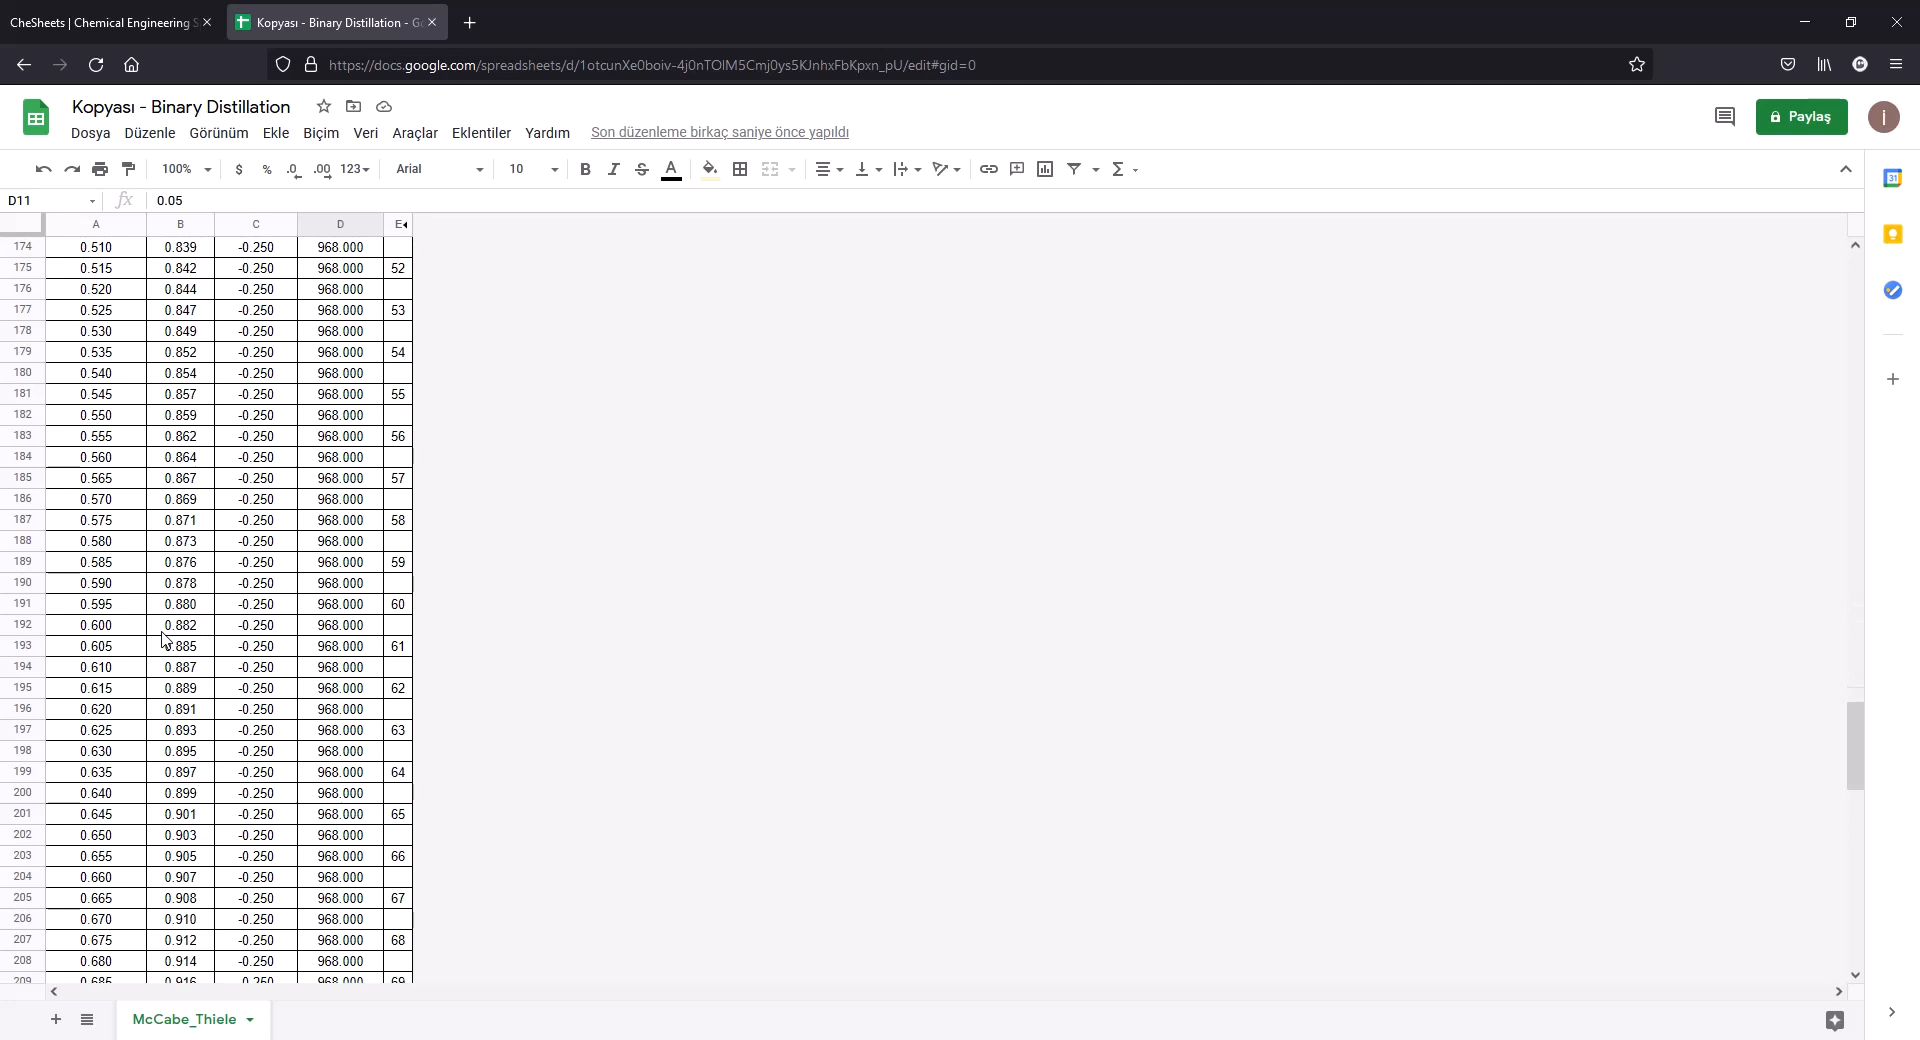 CheSheets | Chemical Engineering S
Kopyası - Binary Distillation - Go
https://docs.google.com/spreadsheets/d/1otcunXe0boiv-4j0nTOIM5Cmj0ys5KJnhxFbKpxn_pU/edit#gid=0
Kopyası - Binary Distillation
Dosya Düzenle Görünüm Ekle Biçim Veri Araçlar Eklentiler Yardım Son düzenleme birkaç saniye önce yapıldı
Paylaş
i
100% $ % .0 .00 123 Arial 10 B I S A Σ
31
D11 fx 0.05
A B C D E
174 0.510 0.839 -0.250 968.000
175 0.515 0.842 -0.250 968.000 52
176 0.520 0.844 -0.250 968.000
177 0.525 0.847 -0.250 968.000 53
178 0.530 0.849 -0.250 968.000
179 0.535 0.852 -0.250 968.000 54
180 0.540 0.854 -0.250 968.000
181 0.545 0.857 -0.250 968.000 55
182 0.550 0.859 -0.250 968.000
183 0.555 0.862 -0.250 968.000 56
184 0.560 0.864 -0.250 968.000
185 0.565 0.867 -0.250 968.000 57
186 0.570 0.869 -0.250 968.000
187 0.575 0.871 -0.250 968.000 58
188 0.580 0.873 -0.250 968.000
189 0.585 0.876 -0.250 968.000 59
190 0.590 0.878 -0.250 968.000
191 0.595 0.880 -0.250 968.000 60
192 0.600 0.882 -0.250 968.000
193 0.605 0.885 -0.250 968.000 61
194 0.610 0.887 -0.250 968.000
195 0.615 0.889 -0.250 968.000 62
196 0.620 0.891 -0.250 968.000
197 0.625 0.893 -0.250 968.000 63
198 0.630 0.895 -0.250 968.000
199 0.635 0.897 -0.250 968.000 64
200 0.640 0.899 -0.250 968.000
201 0.645 0.901 -0.250 968.000 65
202 0.650 0.903 -0.250 968.000
203 0.655 0.905 -0.250 968.000 66
204 0.660 0.907 -0.250 968.000
205 0.665 0.908 -0.250 968.000 67
206 0.670 0.910 -0.250 968.000
207 0.675 0.912 -0.250 968.000 68
208 0.680 0.914 -0.250 968.000
209 0.685 0.916 -0.250 968.000 69
McCabe_Thiele